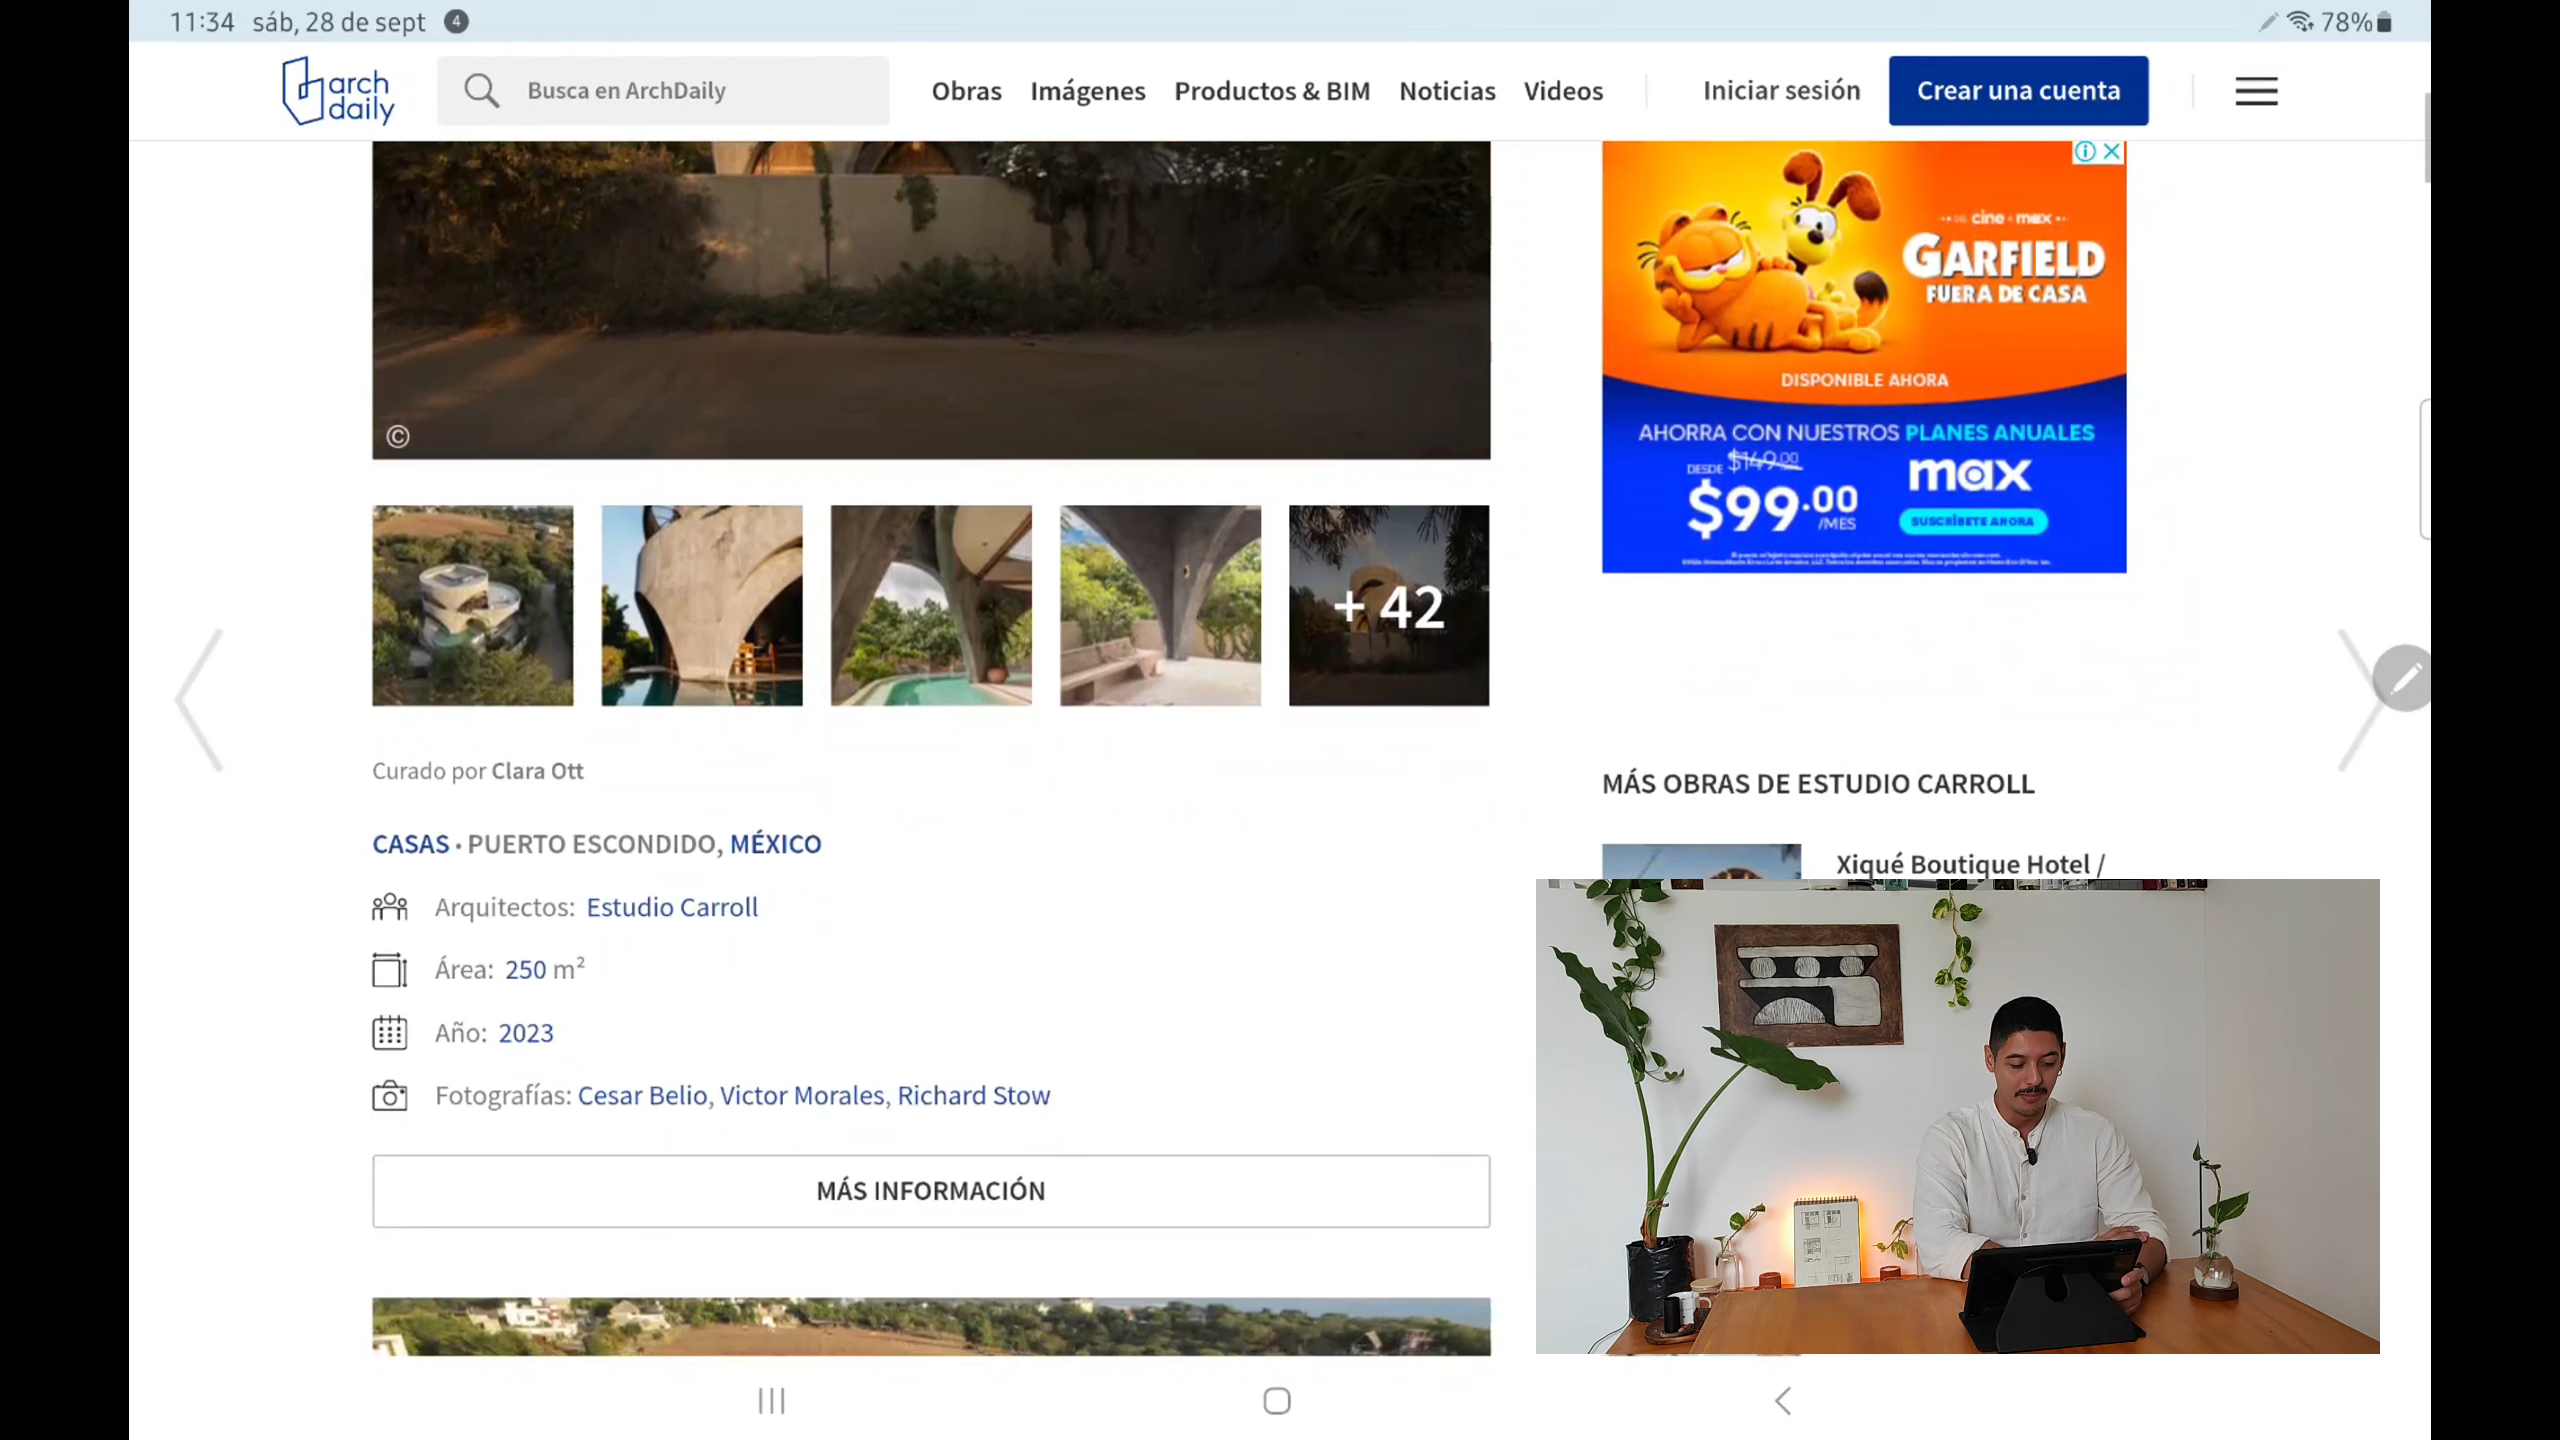 11:34 sáb, 28 de sept 4
78%
arch
daily
Busca en ArchDaily
Obras
Imágenes
Productos & BIM
Noticias
Videos
Iniciar sesión
Crear una cuenta
DEL cine A max
GARFIELD
FUERA DE CASA
DISPONIBLE AHORA
AHORRA CON NUESTROS PLANES ANUALES
DESDE $149.00
$99.00
/MES
max
SUSCRÍBETE AHORA
©
+ 42
Curado por Clara Ott
CASAS • PUERTO ESCONDIDO, MÉXICO
Arquitectos: Estudio Carroll
Área: 250 m²
Año: 2023
Fotografías: Cesar Belio, Victor Morales, Richard Stow
MÁS INFORMACIÓN
MÁS OBRAS DE ESTUDIO CARROLL
Xiqué Boutique Hotel /